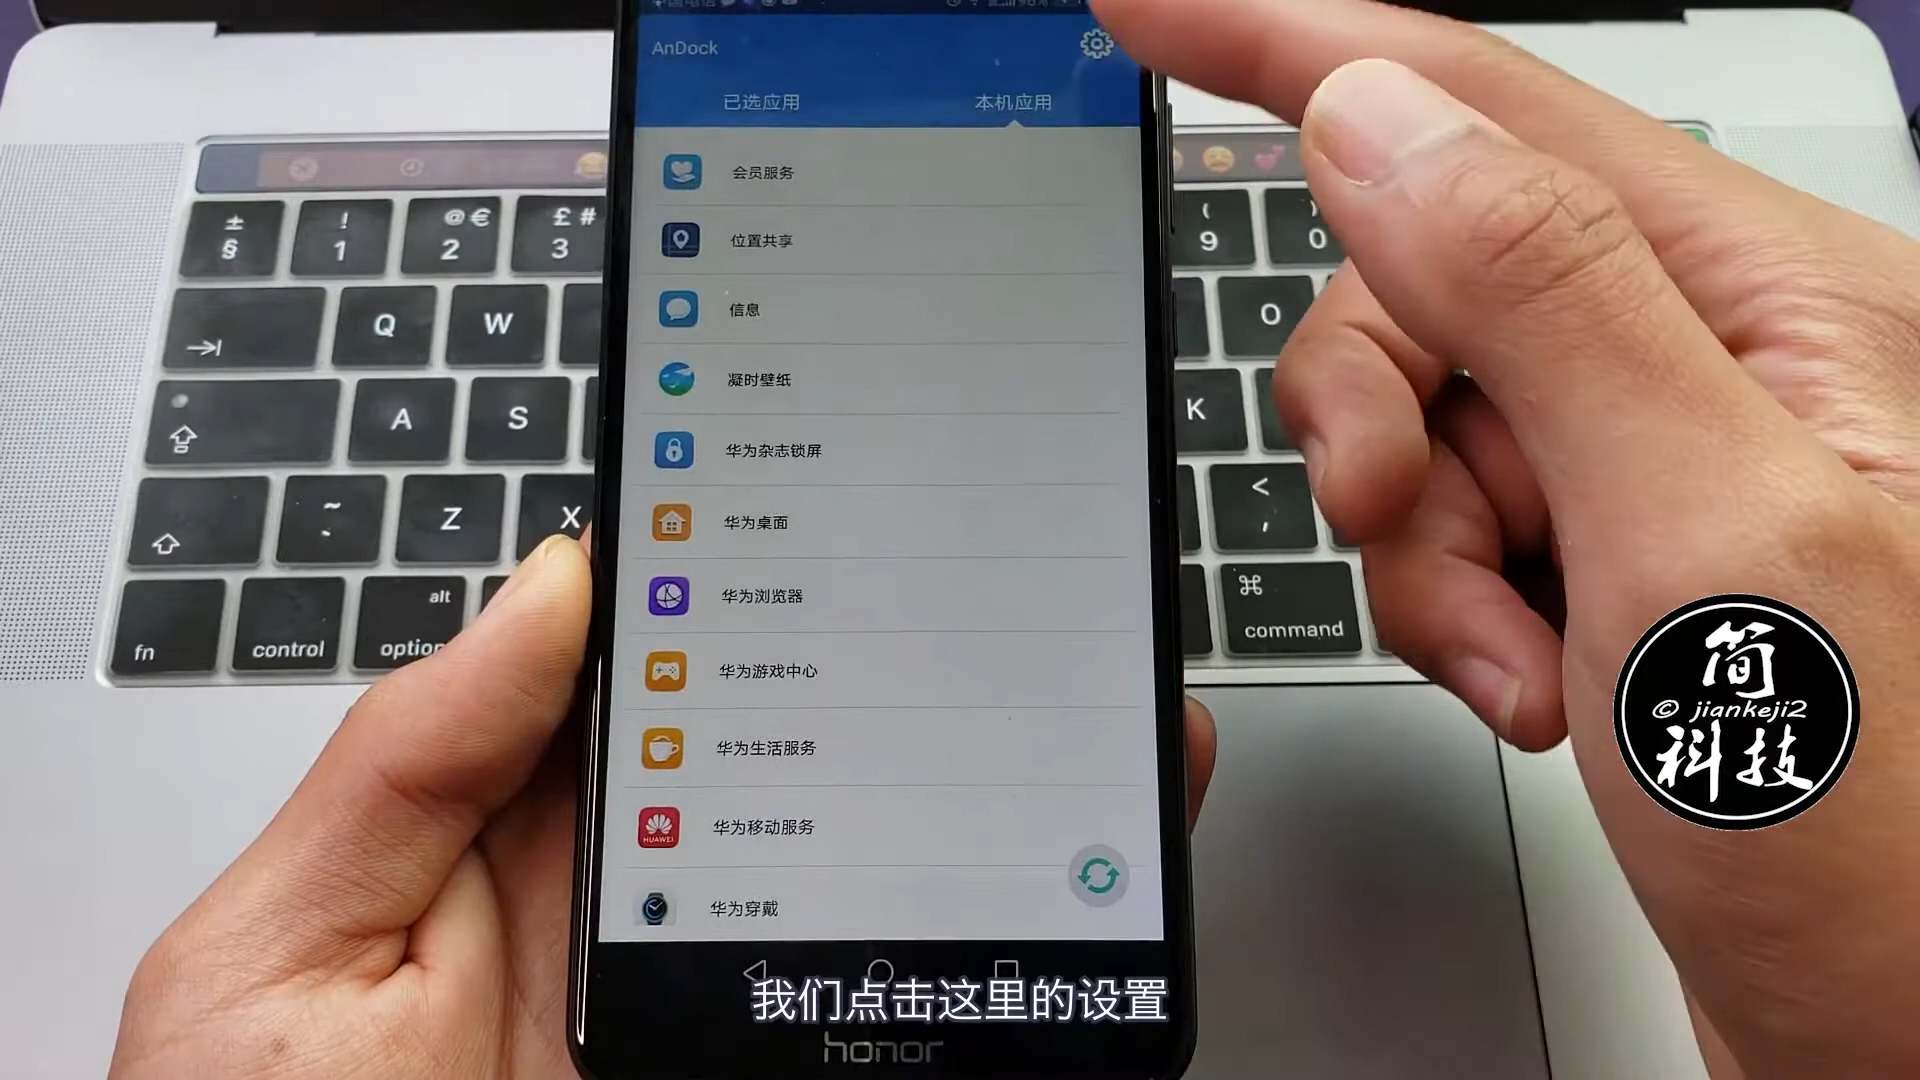 AnDock
已选应用
本机应用
会员服务
位置共享
信息
凝时壁纸
华为杂志锁屏
华为桌面
华为浏览器
华为游戏中心
华为生活服务
华为移动服务
HUAWEI
华为穿戴
我们点击这里的设置
honor
简
© jiankeji2
科技
± §
! 1
@ € 2
£ # 3
( 9
) 0
Q
W
O
A
S
K
~
Z
X
<
,
fn
control
alt
option
⌘
command